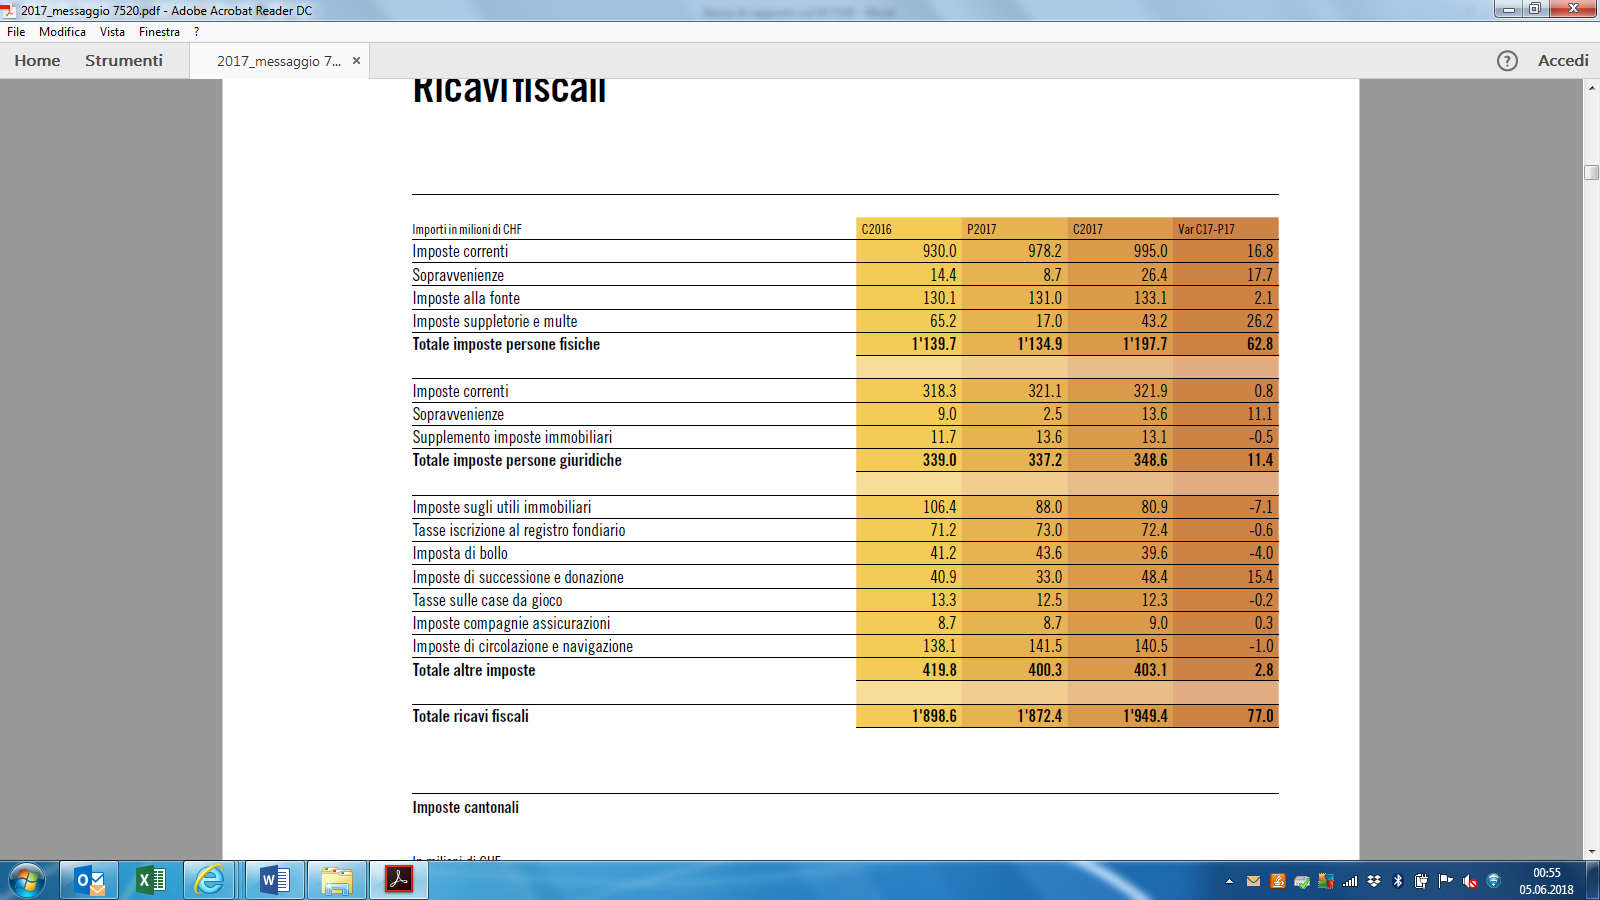 2017_messaggio 7520.pdf - Adobe Acrobat Reader DC
File Modifica Vista Finestra ?
Home Strumenti 2017_messaggio 7... × ? Accedi
Ricavi fiscali
Importi in milioni di CHF C2016 P2017 C2017 Var C17-P17
Imposte correnti 930.0 978.2 995.0 16.8
Sopravvenienze 14.4 8.7 26.4 17.7
Imposte alla fonte 130.1 131.0 133.1 2.1
Imposte suppletorie e multe 65.2 17.0 43.2 26.2
Totale imposte persone fisiche 1'139.7 1'134.9 1'197.7 62.8
Imposte correnti 318.3 321.1 321.9 0.8
Sopravvenienze 9.0 2.5 13.6 11.1
Supplemento imposte immobiliari 11.7 13.6 13.1 -0.5
Totale imposte persone giuridiche 339.0 337.2 348.6 11.4
Imposte sugli utili immobiliari 106.4 88.0 80.9 -7.1
Tasse iscrizione al registro fondiario 71.2 73.0 72.4 -0.6
Imposta di bollo 41.2 43.6 39.6 -4.0
Imposte di successione e donazione 40.9 33.0 48.4 15.4
Tasse sulle case da gioco 13.3 12.5 12.3 -0.2
Imposte compagnie assicurazioni 8.7 8.7 9.0 0.3
Imposte di circolazione e navigazione 138.1 141.5 140.5 -1.0
Totale altre imposte 419.8 400.3 403.1 2.8
Totale ricavi fiscali 1'898.6 1'872.4 1'949.4 77.0
Imposte cantonali
In milioni di CHF
00:55
05.06.2018